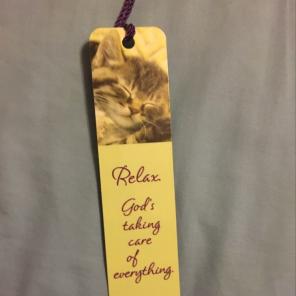 Relax.
God's
taking
care
of
everything.